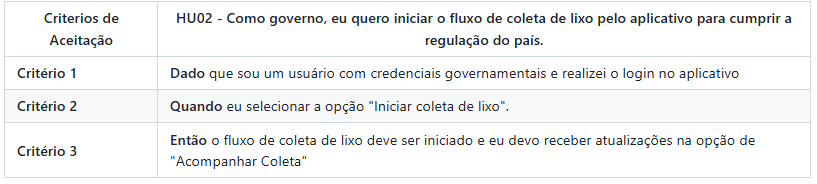 Criterios de
Aceitação
HU02 - Como governo, eu quero iniciar o fluxo de coleta de lixo pelo aplicativo para cumprir a
regulação do país.
Critério 1
Dado que sou um usuário com credenciais governamentais e realizei o login no aplicativo
Critério 2
Quando eu selecionar a opção "Iniciar coleta de lixo".
Critério 3
Então o fluxo de coleta de lixo deve ser iniciado e eu devo receber atualizações na opção de
"Acompanhar Coleta"